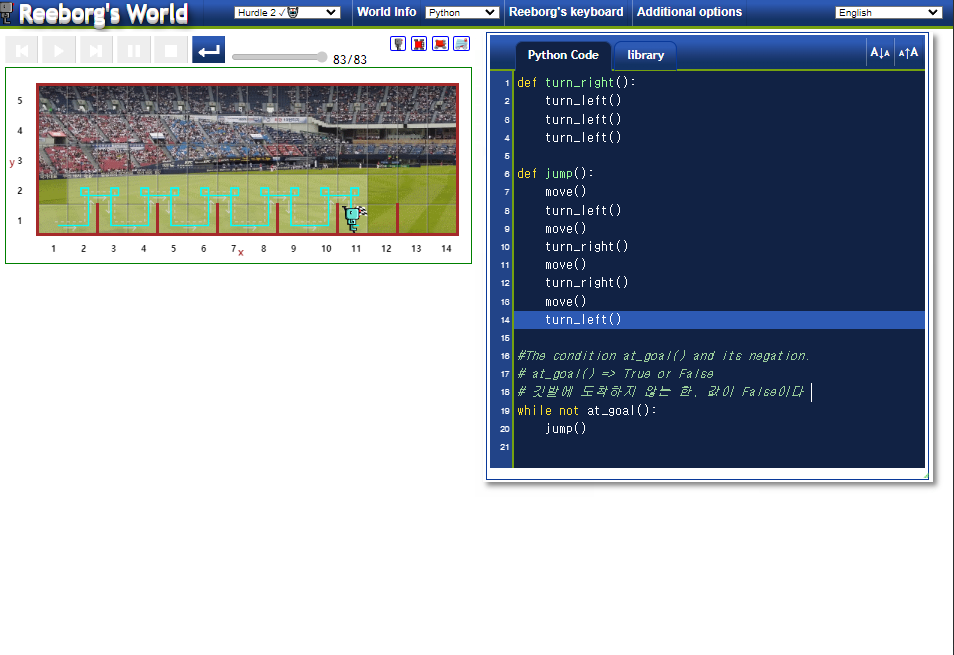 Reeborg's World
Hurdle 2 ✓ World Info Python Reeborg's keyboard Additional options English
83/83
5
4
y 3
2
1
1 2 3 4 5 6 7 8 9 10 11 12 13 14
x
Python Code library A↓A A↑A
1 def turn_right():
2 turn_left()
3 turn_left()
4 turn_left()
5
6 def jump():
7 move()
8 turn_left()
9 move()
10 turn_right()
11 move()
12 turn_right()
13 move()
14 turn_left()
15
16 #The condition at_goal() and its negation.
17 # at_goal() => True or False
18 # 깃발에 도착하지 않는 한, 값이 False이다
19 while not at_goal():
20 jump()
21